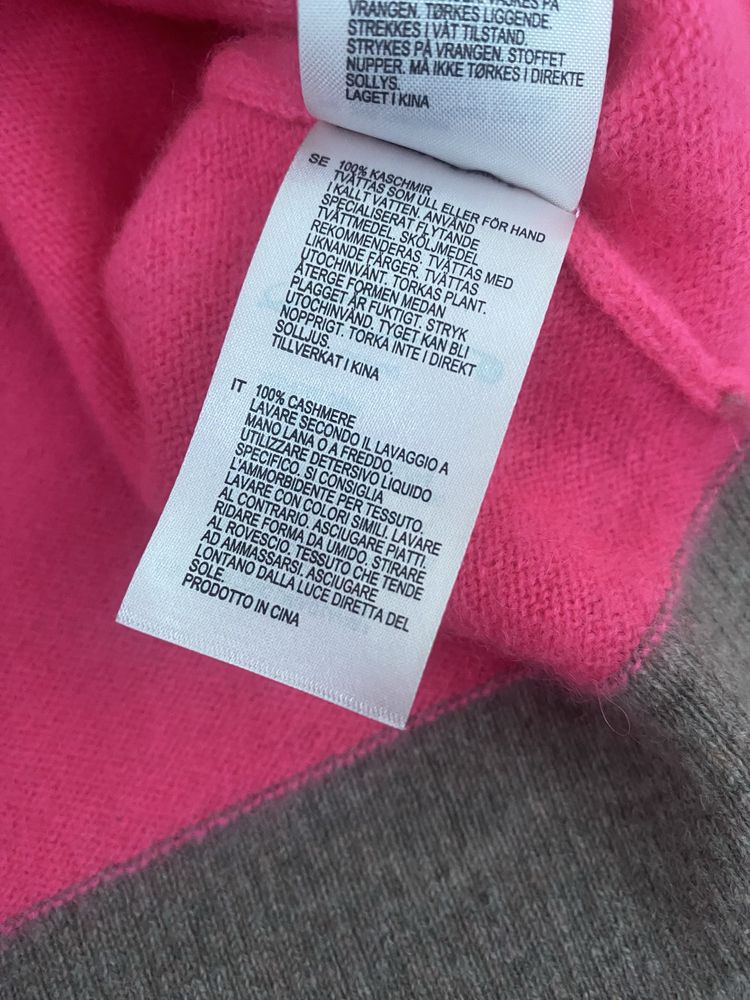 VRANGEN. TØRKES LIGGENDE.
STREKKES I VÅT TILSTAND.
STRYKES PÅ VRANGEN. STOFFET
NUPPER. MÅ IKKE TØRKES I DIREKTE
SOLLYS.
LAGET I KINA
SE 100% KASCHMIR
TVÄTTAS SOM ULL ELLER FÖR HAND
I KALLT VATTEN. ANVÄND
SPECIALISERAT FLYTANDE
TVÄTTMEDEL. SKÖLJMEDEL
REKOMMENDERAS. TVÄTTAS MED
LIKNANDE FÄRGER. TVÄTTAS
UTOCHINVÄNT. TORKAS PLANT.
ÅTERGE FORMEN MEDAN
PLAGGET ÄR FUKTIGT. STRYK
UTOCHINVÄND. TYGET KAN BLI
NOPPRIGT. TORKA INTE I DIREKT
SOLLJUS.
TILLVERKAT I KINA
IT 100% CASHMERE
LAVARE SECONDO IL LAVAGGIO A
MANO LANA O A FREDDO.
UTILIZZARE DETERSIVO LIQUIDO
SPECIFICO. SI CONSIGLIA
L'AMMORBIDENTE PER TESSUTO.
LAVARE CON COLORI SIMILI. LAVARE
AL CONTRARIO. ASCIUGARE PIATTI.
RIDARE FORMA DA UMIDO. STIRARE
AL ROVESCIO. TESSUTO CHE TENDE
AD AMMASSARSI. ASCIUGARE
LONTANO DALLA LUCE DIRETTA DEL
SOLE.
PRODOTTO IN CINA